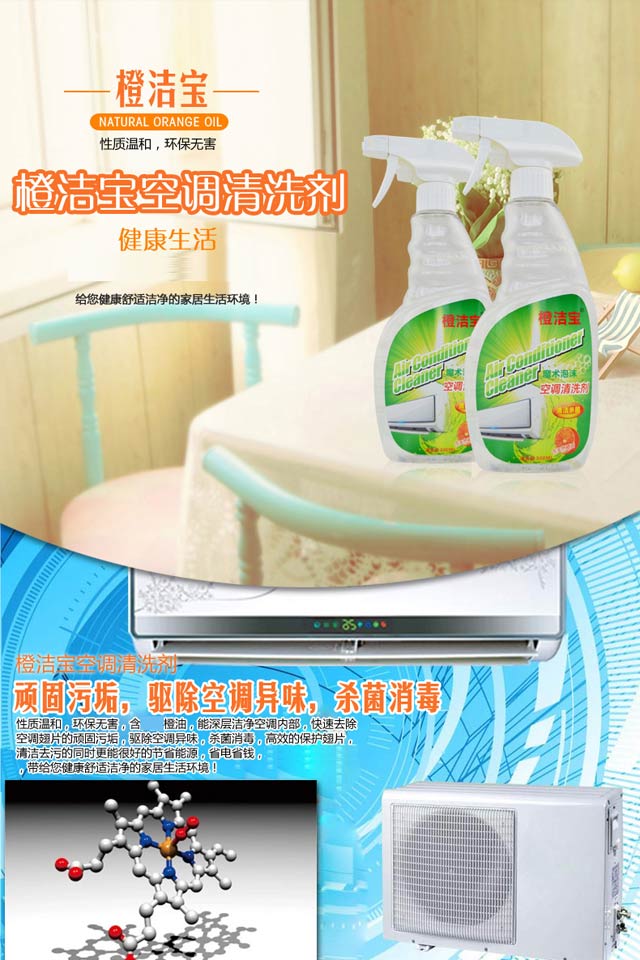 橙洁宝
NATURAL ORANGE OIL
性质温和，环保无害
橙洁宝空调清洗剂
健康生活
给您健康舒适洁净的家居生活环境！
橙洁宝
Air Conditioner
Cleaner
魔术泡沫
空调清洗剂
橙洁宝
Air Conditioner
Cleaner
魔术泡沫
空调清洗剂
橙洁宝空调清洗剂
顽固污垢，驱除空调异味，杀菌消毒
性质温和，环保无害，含 橙油，能深层洁净空调内部，快速去除
空调翅片的顽固污垢，驱除空调异味，杀菌消毒，高效的保护翅片，
清洁去污的同时更能很好的节省能源，省电省钱，
，带给您健康舒适洁净的家居生活环境！